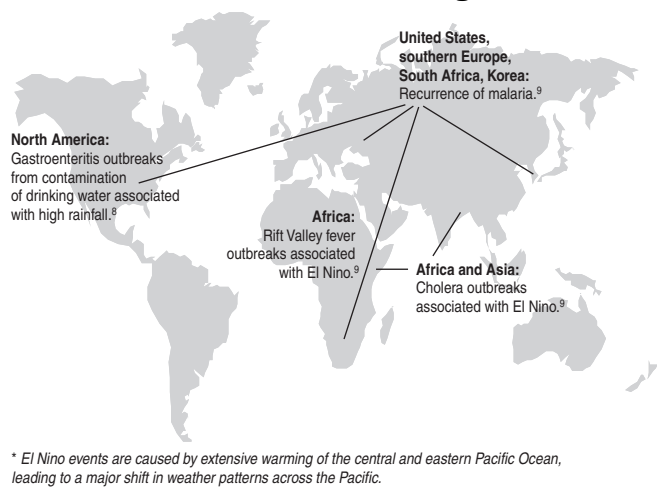 United States,
southern Europe,
South Africa, Korea:
Recurrence of malaria.9
North America:
Gastroenteritis outbreaks
from contamination
of drinking water associated
with high rainfall.8
Africa:
Rift Valley fever
outbreaks associated
with El Nino.9
Africa and Asia:
Cholera outbreaks
associated with El Nino.9
* El Nino events are caused by extensive warming of the central and eastern Pacific Ocean,
leading to a major shift in weather patterns across the Pacific.